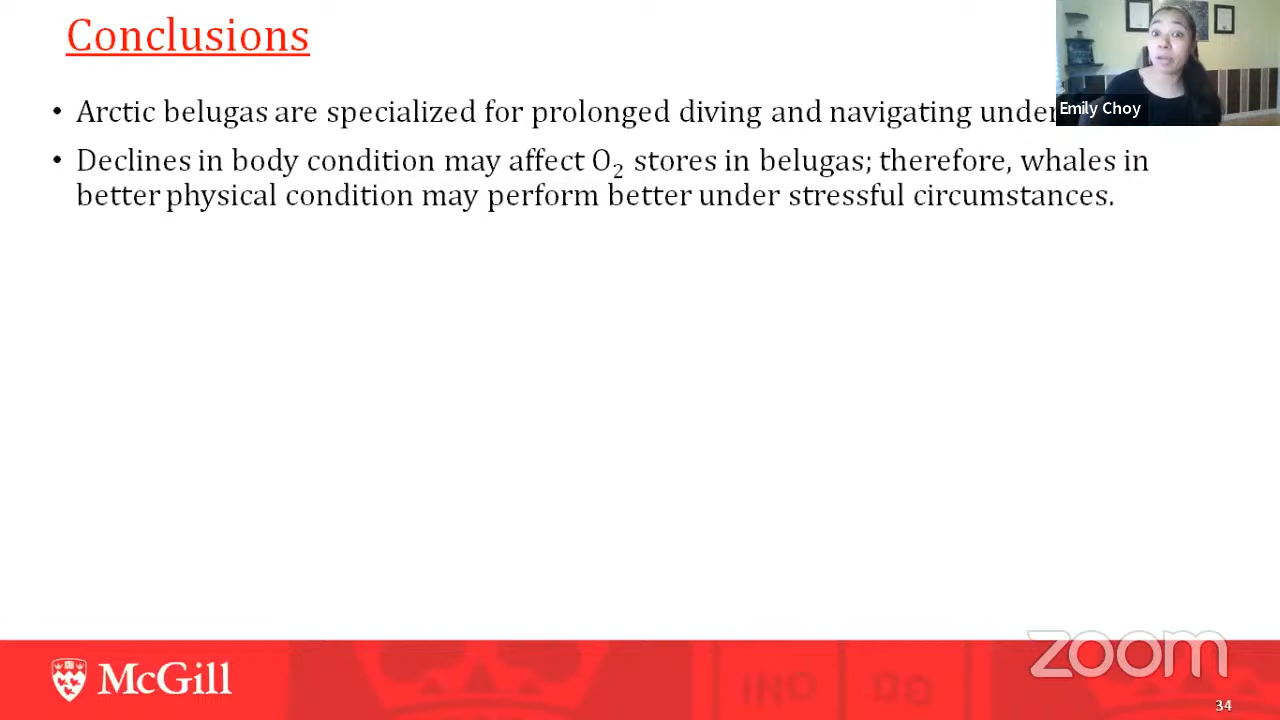 Conclusions
• Arctic belugas are specialized for prolonged diving and navigating under
Emily Choy
• Declines in body condition may affect O₂ stores in belugas; therefore, whales in
better physical condition may perform better under stressful circumstances.
McGill
zoom
34